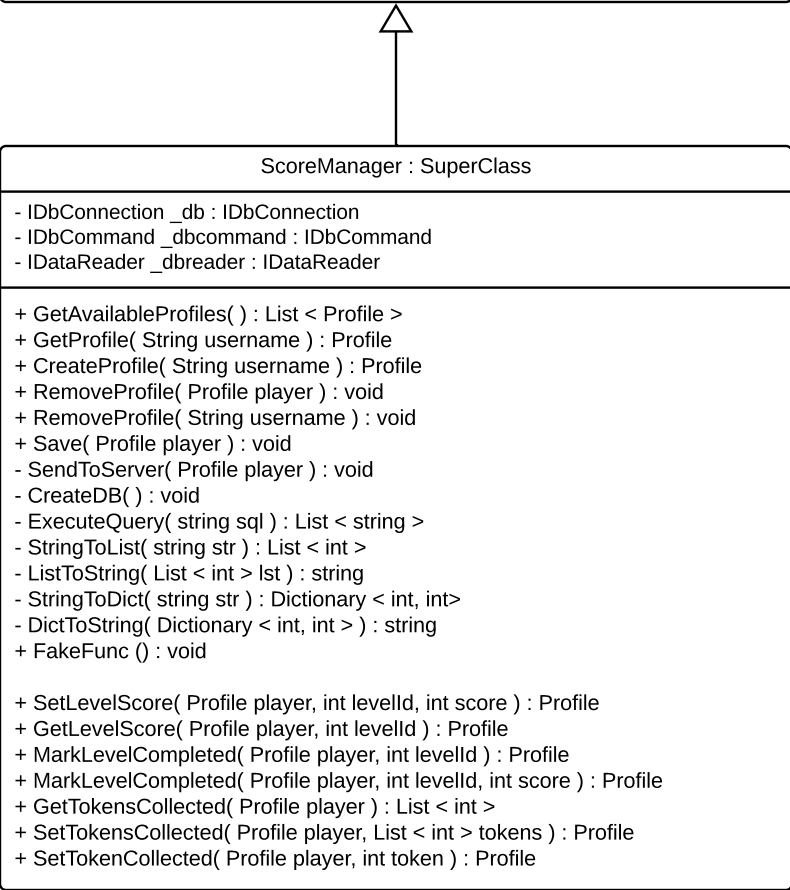 ScoreManager : SuperClass
- IDbConnection _db : IDbConnection
- IDbCommand _dbcommand : IDbCommand
- IDataReader _dbreader : IDataReader
+ GetAvailableProfiles( ) : List < Profile >
+ GetProfile( String username ) : Profile
+ CreateProfile( String username ) : Profile
+ RemoveProfile( Profile player ) : void
+ RemoveProfile( String username ) : void
+ Save( Profile player ) : void
- SendToServer( Profile player ) : void
- CreateDB( ) : void
- ExecuteQuery( string sql ) : List < string >
- StringToList( string str ) : List < int >
- ListToString( List < int > lst ) : string
- StringToDict( string str ) : Dictionary < int, int>
- DictToString( Dictionary < int, int > ) : string
+ FakeFunc () : void
+ SetLevelScore( Profile player, int levelId, int score ) : Profile
+ GetLevelScore( Profile player, int levelId ) : Profile
+ MarkLevelCompleted( Profile player, int levelId ) : Profile
+ MarkLevelCompleted( Profile player, int levelId, int score ) : Profile
+ GetTokensCollected( Profile player ) : List < int >
+ SetTokensCollected( Profile player, List < int > tokens ) : Profile
+ SetTokenCollected( Profile player, int token ) : Profile